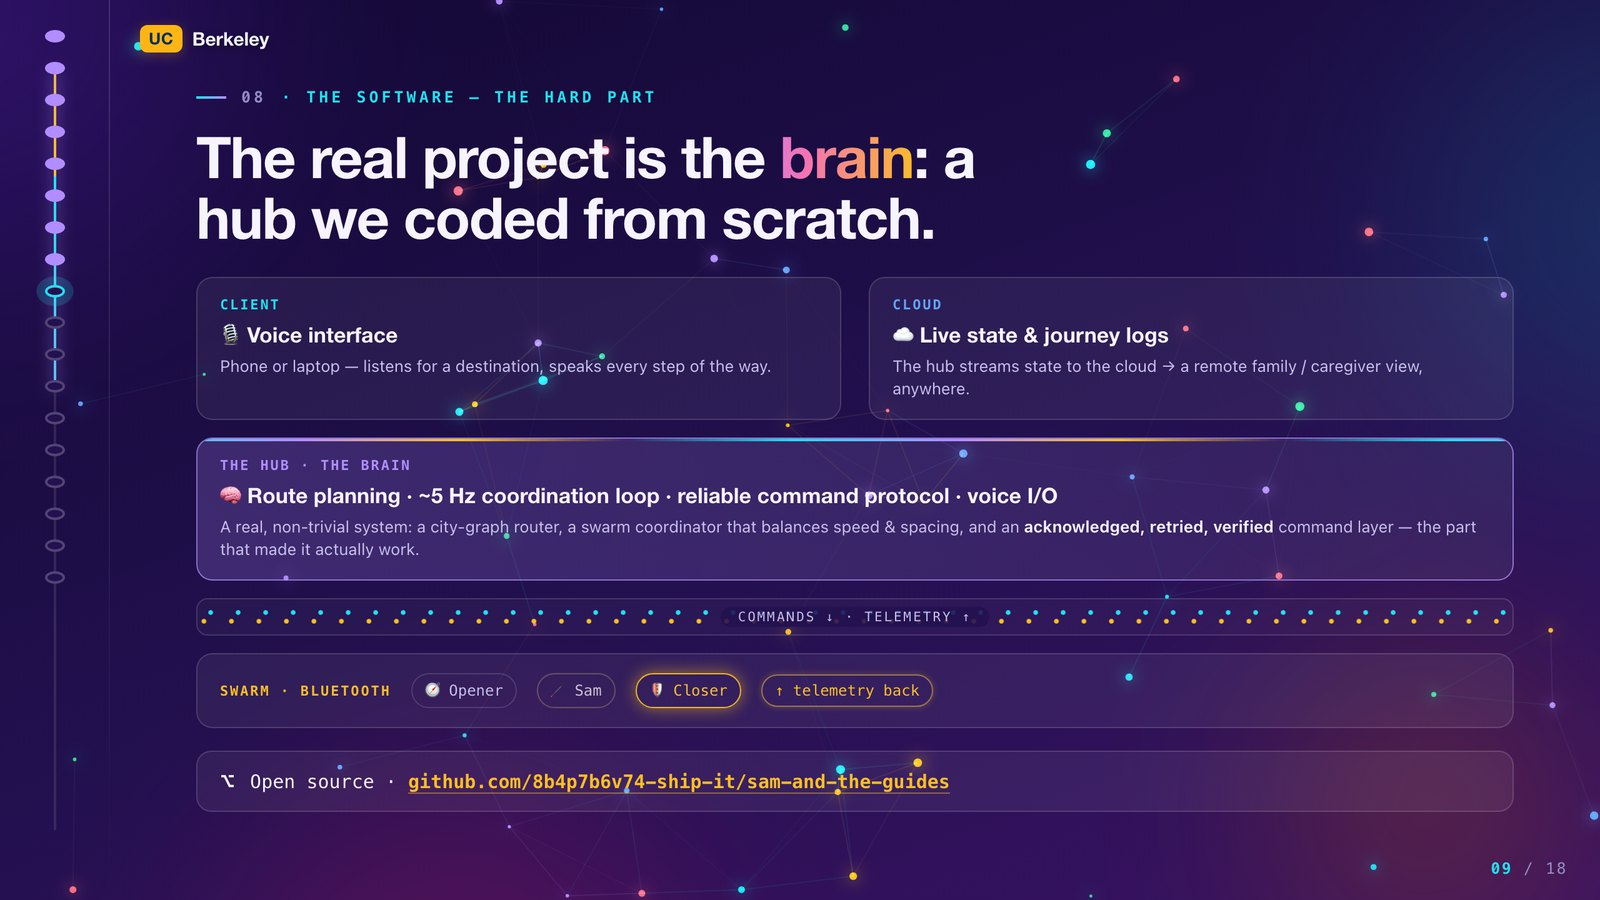 UC Berkeley
08 · THE SOFTWARE — THE HARD PART
The real project is the brain: a
hub we coded from scratch.
CLIENT
🎙️ Voice interface
Phone or laptop — listens for a destination, speaks every step of the way.
CLOUD
☁️ Live state & journey logs
The hub streams state to the cloud → a remote family / caregiver view,
anywhere.
THE HUB · THE BRAIN
🧠 Route planning · ~5 Hz coordination loop · reliable command protocol · voice I/O
A real, non-trivial system: a city-graph router, a swarm coordinator that balances speed & spacing, and an acknowledged, retried, verified command layer — the part
that made it actually work.
COMMANDS ↓ · TELEMETRY ↑
SWARM · BLUETOOTH
🧭 Opener
Sam
🛡️ Closer
↑ telemetry back
⌥ Open source · github.com/8b4p7b6v74-ship-it/sam-and-the-guides
09 / 18